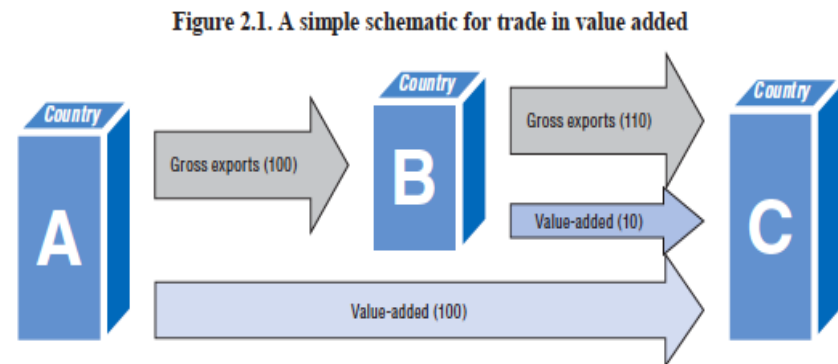 Figure 2.1. A simple schematic for trade in value added
Country
A
Gross exports (100)
Country
B
Gross exports (110)
Value-added (10)
Country
C
Value-added (100)